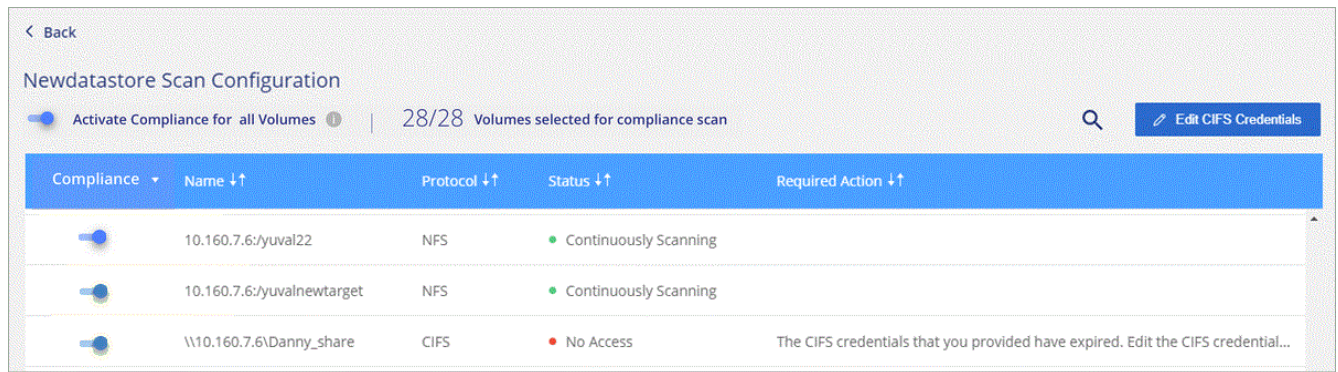 Back
Newdatastore Scan Configuration
Activate Compliance for all Volumes i | 28/28 Volumes selected for compliance scan Edit CIFS Credentials
Compliance Name ↓↑ Protocol ↓↑ Status ↓↑ Required Action ↓↑
10.160.7.6:/yuval22 NFS Continuously Scanning
10.160.7.6:/yuvalnewtarget NFS Continuously Scanning
\\10.160.7.6\Danny_share CIFS No Access The CIFS credentials that you provided have expired. Edit the CIFS credential...